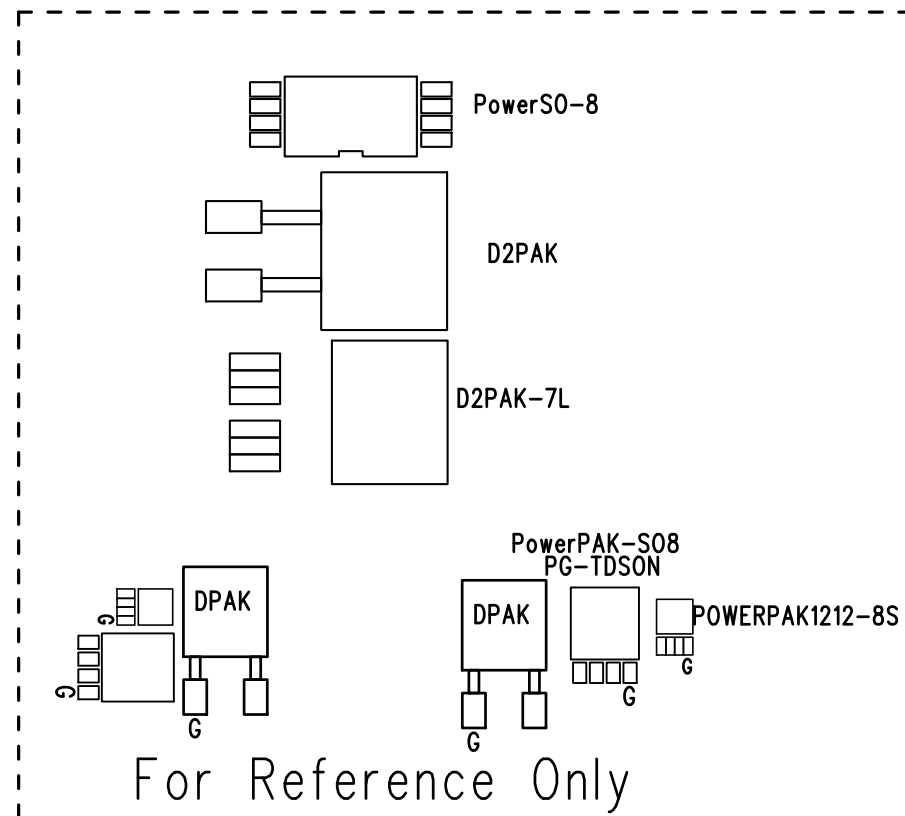 PowerSO-8
D2PAK
D2PAK-7L
PowerPAK-SO8
PG-TDSON
DPAK
DPAK
POWERPAK1212-8S
G
G
G
G
G
G
For Reference Only